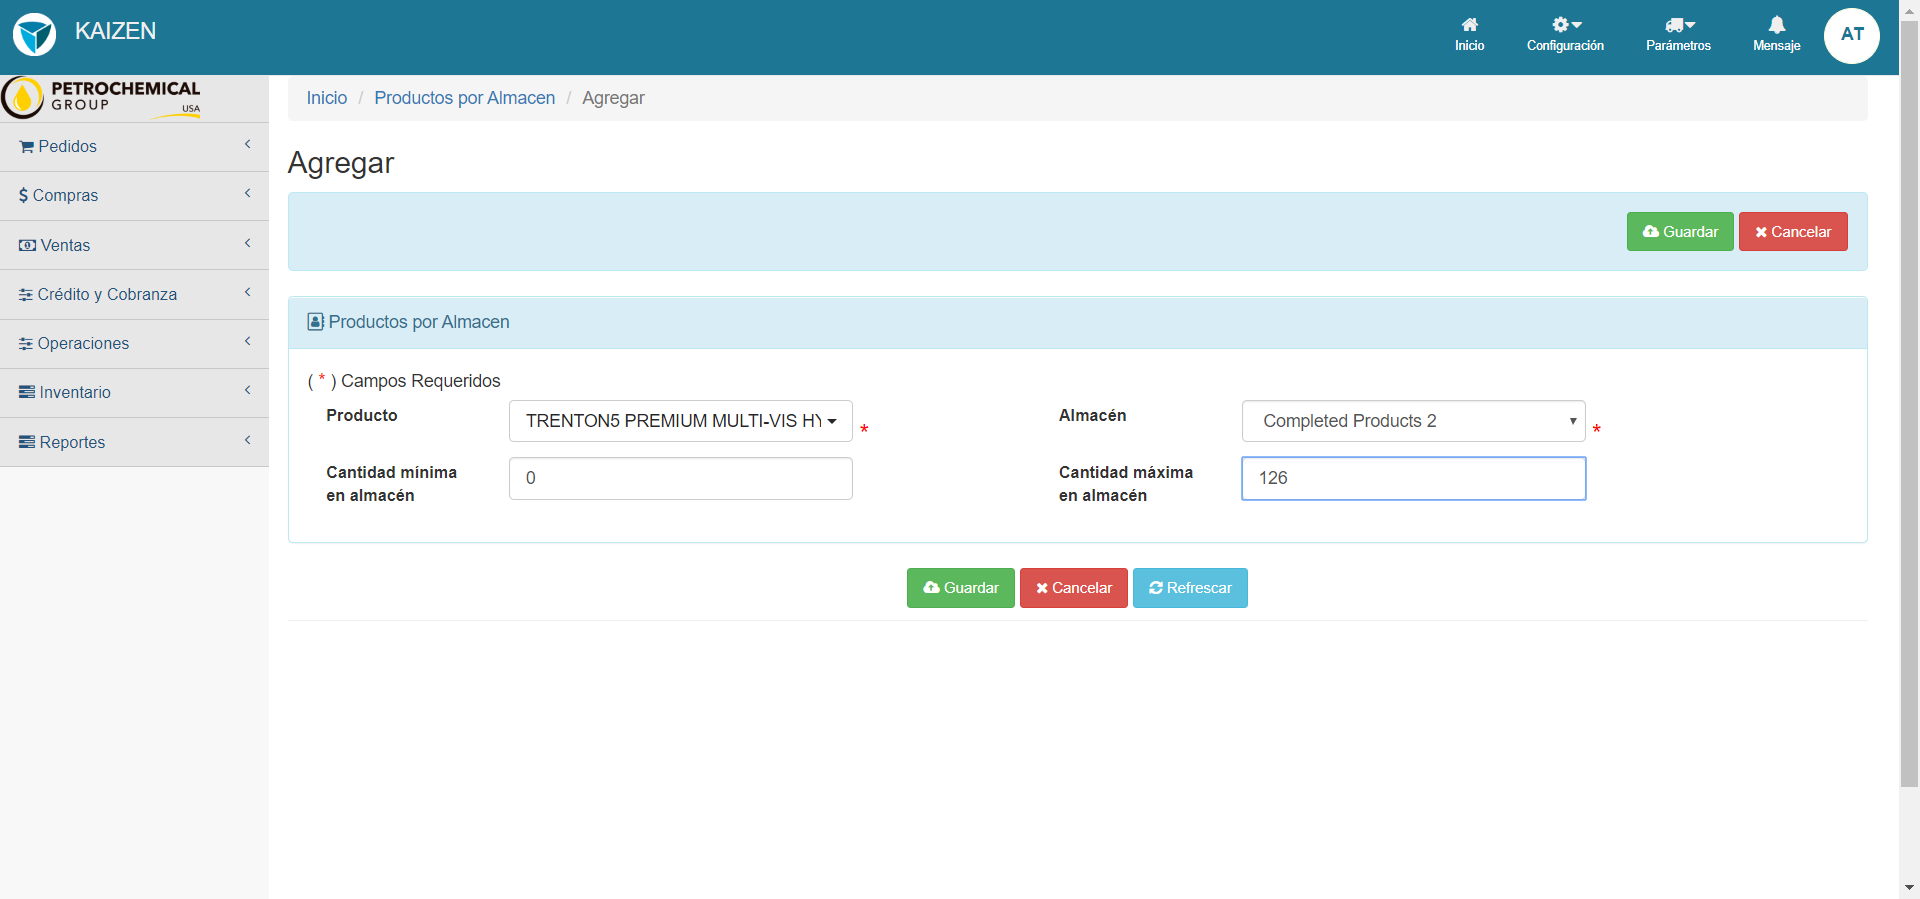 KAIZEN
Inicio
Configuración
Parámetros
Mensaje
AT
PETROCHEMICAL
GROUP
USA
Inicio / Productos por Almacen / Agregar
Pedidos
Compras
Ventas
Crédito y Cobranza
Operaciones
Inventario
Reportes
Agregar
Guardar
Cancelar
Productos por Almacen
( * ) Campos Requeridos
Producto
TRENTON5 PREMIUM MULTI-VIS HY
*
Almacén
Completed Products 2
*
Cantidad mínima
en almacén
0
Cantidad máxima
en almacén
126
Guardar
Cancelar
Refrescar